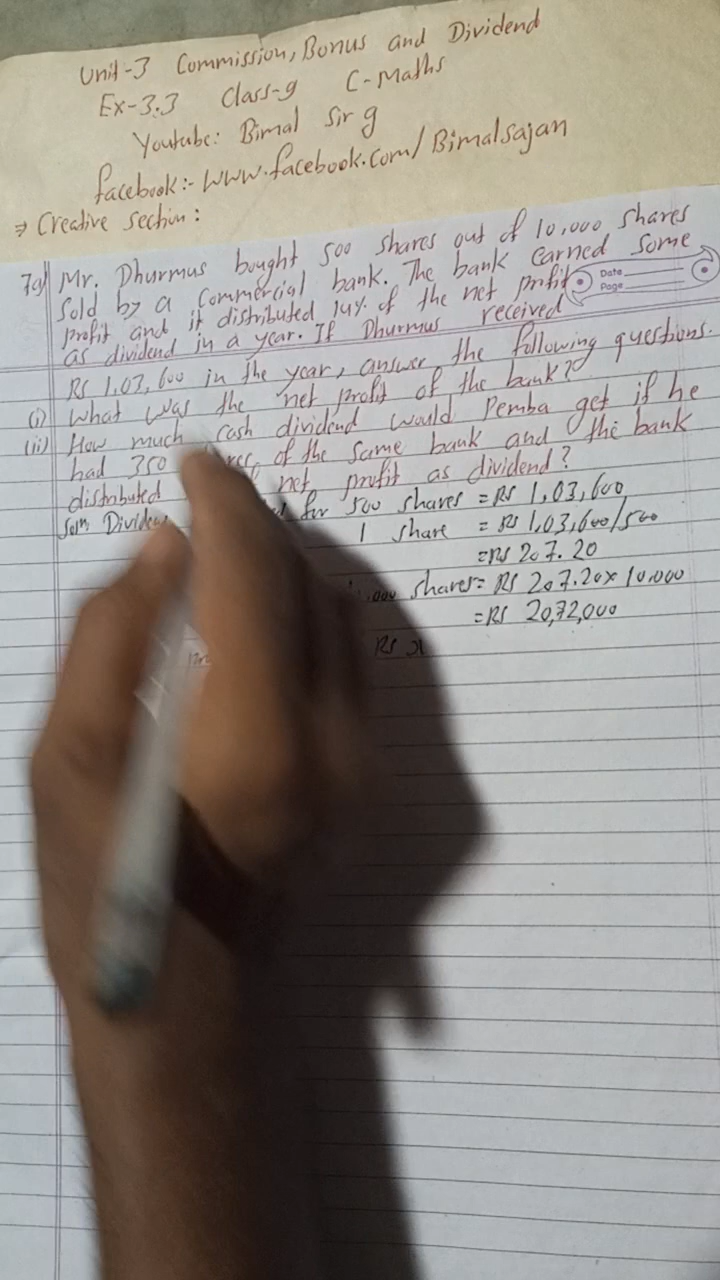 Unit-3 Commission, Bonus and Dividend
Ex-3.3 Class-9 C-Maths
Youtube: Bimal Sir g
facebook:- www.facebook.com/Bimalsajan
⇒ Creative section:
7a) Mr. Dhurmus bought 500 shares out of 10,000 shares
sold by a commercial bank. The bank earned some
profit and it distributed 14% of the net profit
as dividend in a year. If Dhurmus received
Rs 1,03,600 in the year, answer the following questions.
(i) What was the net profit of the bank?
(ii) How much cash dividend would Pemba get if he
had 350 of the same bank and the bank
distributed net profit as dividend?
Soln, for 500 shares = Rs 1,03,600
1 share = Rs 1,03,600/500
= Rs 207.20
shares = Rs 207.20 x 10,000
= Rs 20,72,000
Rs x
Date
Page